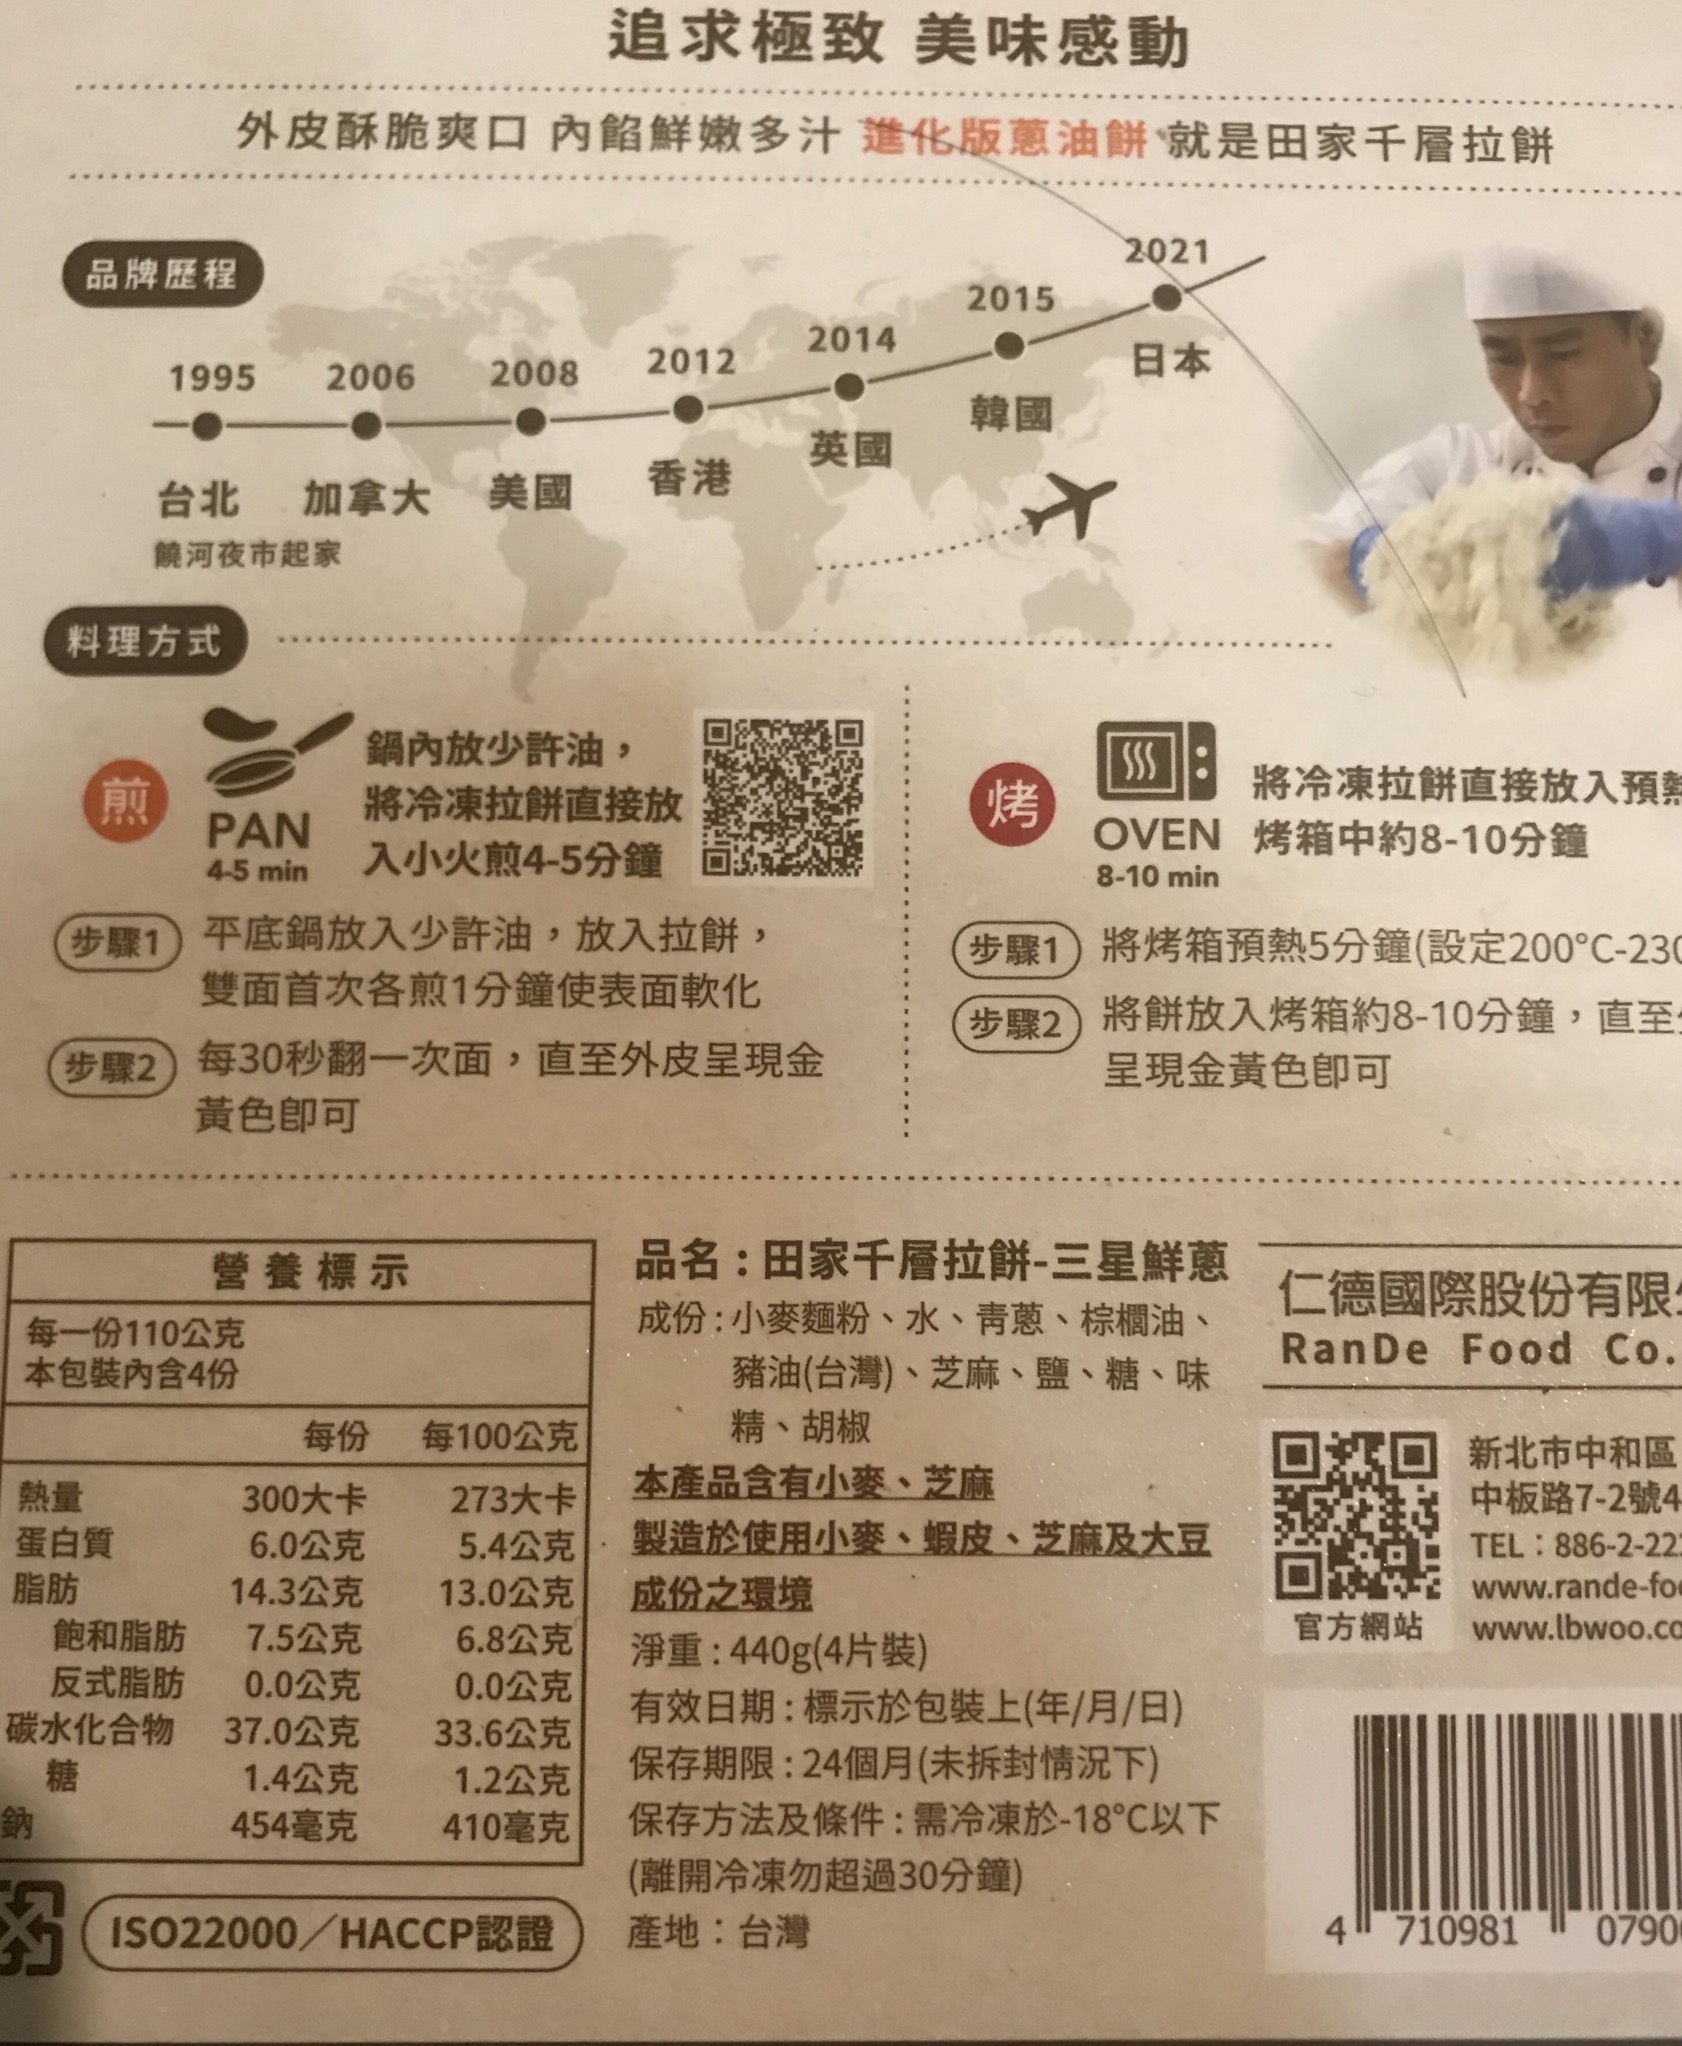 追求極致 美味感動
外皮酥脆爽口 內餡鮮嫩多汁 進化版蔥油餅 就是田家千層拉餅
品牌歷程
1995
2006
2008
2012
2014
2015
2021
台北
加拿大
美國
香港
英國
韓國
日本
饒河夜市起家
料理方式
煎
PAN
4-5 min
鍋內放少許油，
將冷凍拉餅直接放
入小火煎4-5分鐘
步驟1 平底鍋放入少許油，放入拉餅，
雙面首次各煎1分鐘使表面軟化
步驟2 每30秒翻一次面，直至外皮呈現金
黃色即可
烤
OVEN
8-10 min
將冷凍拉餅直接放入預熱
烤箱中約8-10分鐘
步驟1 將烤箱預熱5分鐘(設定200°C-230
步驟2 將餅放入烤箱約8-10分鐘，直至
呈現金黃色即可
營養標示
每一份110公克
本包裝內含4份
每份 每100公克
熱量 300大卡 273大卡
蛋白質 6.0公克 5.4公克
脂肪 14.3公克 13.0公克
飽和脂肪 7.5公克 6.8公克
反式脂肪 0.0公克 0.0公克
碳水化合物 37.0公克 33.6公克
糖 1.4公克 1.2公克
鈉 454毫克 410毫克
ISO22000／HACCP認證
品名：田家千層拉餅-三星鮮蔥
成份：小麥麵粉、水、青蔥、棕櫚油、
豬油(台灣)、芝麻、鹽、糖、味
精、胡椒
本產品含有小麥、芝麻
製造於使用小麥、蝦皮、芝麻及大豆
成份之環境
淨重：440g(4片裝)
有效日期：標示於包裝上(年/月/日)
保存期限：24個月(未拆封情況下)
保存方法及條件：需冷凍於-18°C以下
(離開冷凍勿超過30分鐘)
產地：台灣
仁德國際股份有限
RanDe Food Co.
官方網站
新北市中和區
中板路7-2號4
TEL：886-2-22
www.rande-fo
www.lbwoo.co
4 710981 0790